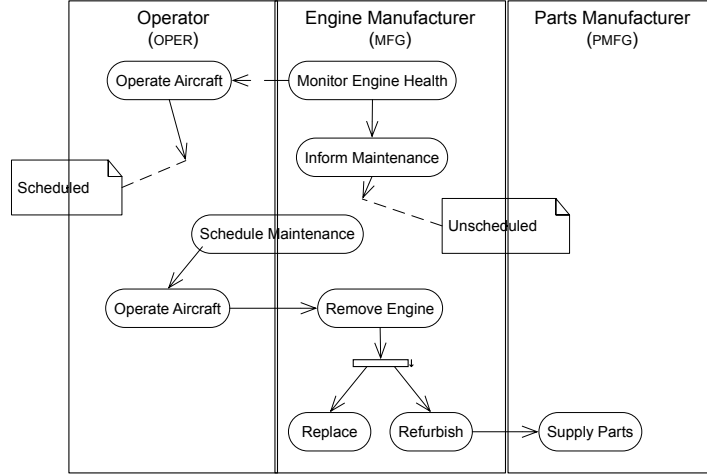 Operator
(OPER)
Engine Manufacturer
(MFG)
Parts Manufacturer
(PMFG)
Operate Aircraft
Monitor Engine Health
Inform Maintenance
Scheduled
Unscheduled
Schedule Maintenance
Operate Aircraft
Remove Engine
Replace
Refurbish
Supply Parts